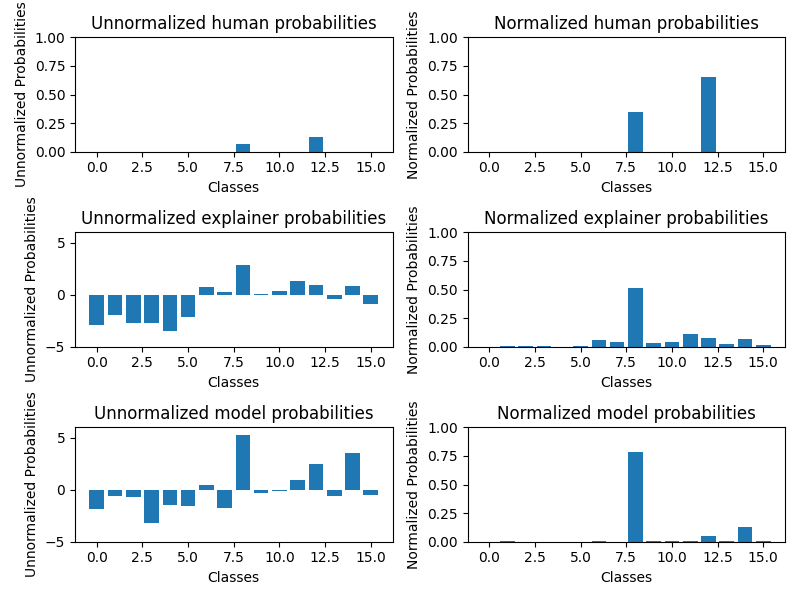 Unnormalized human probabilities
Unnormalized Probabilities
1.00
0.75
0.50
0.25
0.00
0.0 2.5 5.0 7.5 10.0 12.5 15.0
Classes
Normalized human probabilities
Normalized Probabilities
1.00
0.75
0.50
0.25
0.00
0.0 2.5 5.0 7.5 10.0 12.5 15.0
Classes
Unnormalized explainer probabilities
Unnormalized Probabilities
5
0
−5
0.0 2.5 5.0 7.5 10.0 12.5 15.0
Classes
Normalized explainer probabilities
Normalized Probabilities
1.00
0.75
0.50
0.25
0.00
0.0 2.5 5.0 7.5 10.0 12.5 15.0
Classes
Unnormalized model probabilities
Unnormalized Probabilities
5
0
−5
0.0 2.5 5.0 7.5 10.0 12.5 15.0
Classes
Normalized model probabilities
Normalized Probabilities
1.00
0.75
0.50
0.25
0.00
0.0 2.5 5.0 7.5 10.0 12.5 15.0
Classes